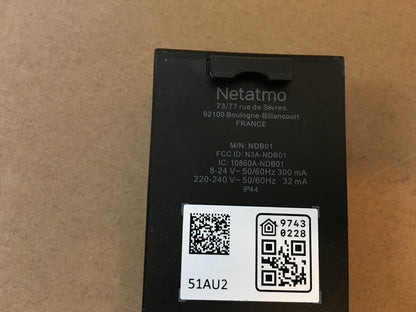 Netatmo
73/77 rue de Sèvres
92100 Boulogne-Billancourt
FRANCE
M/N: NDB01
FCC ID: N3A-NDB01
IC: 10860A-NDB01
8-24 V~ 50/60Hz 300 mA
220-240 V~ 50/60Hz 32 mA
IP44
9743
0228
51AU2